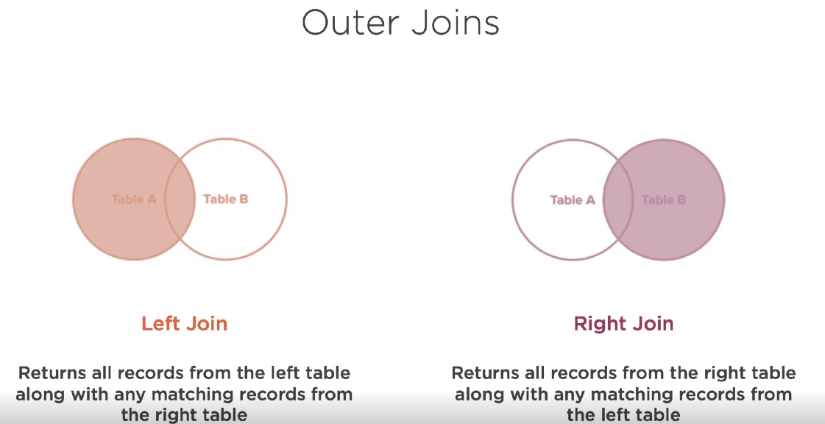 Outer Joins
Table A
Table B
Table A
Table B
Left Join
Right Join
Returns all records from the left table
along with any matching records from
the right table
Returns all records from the right table
along with any matching records from
the left table